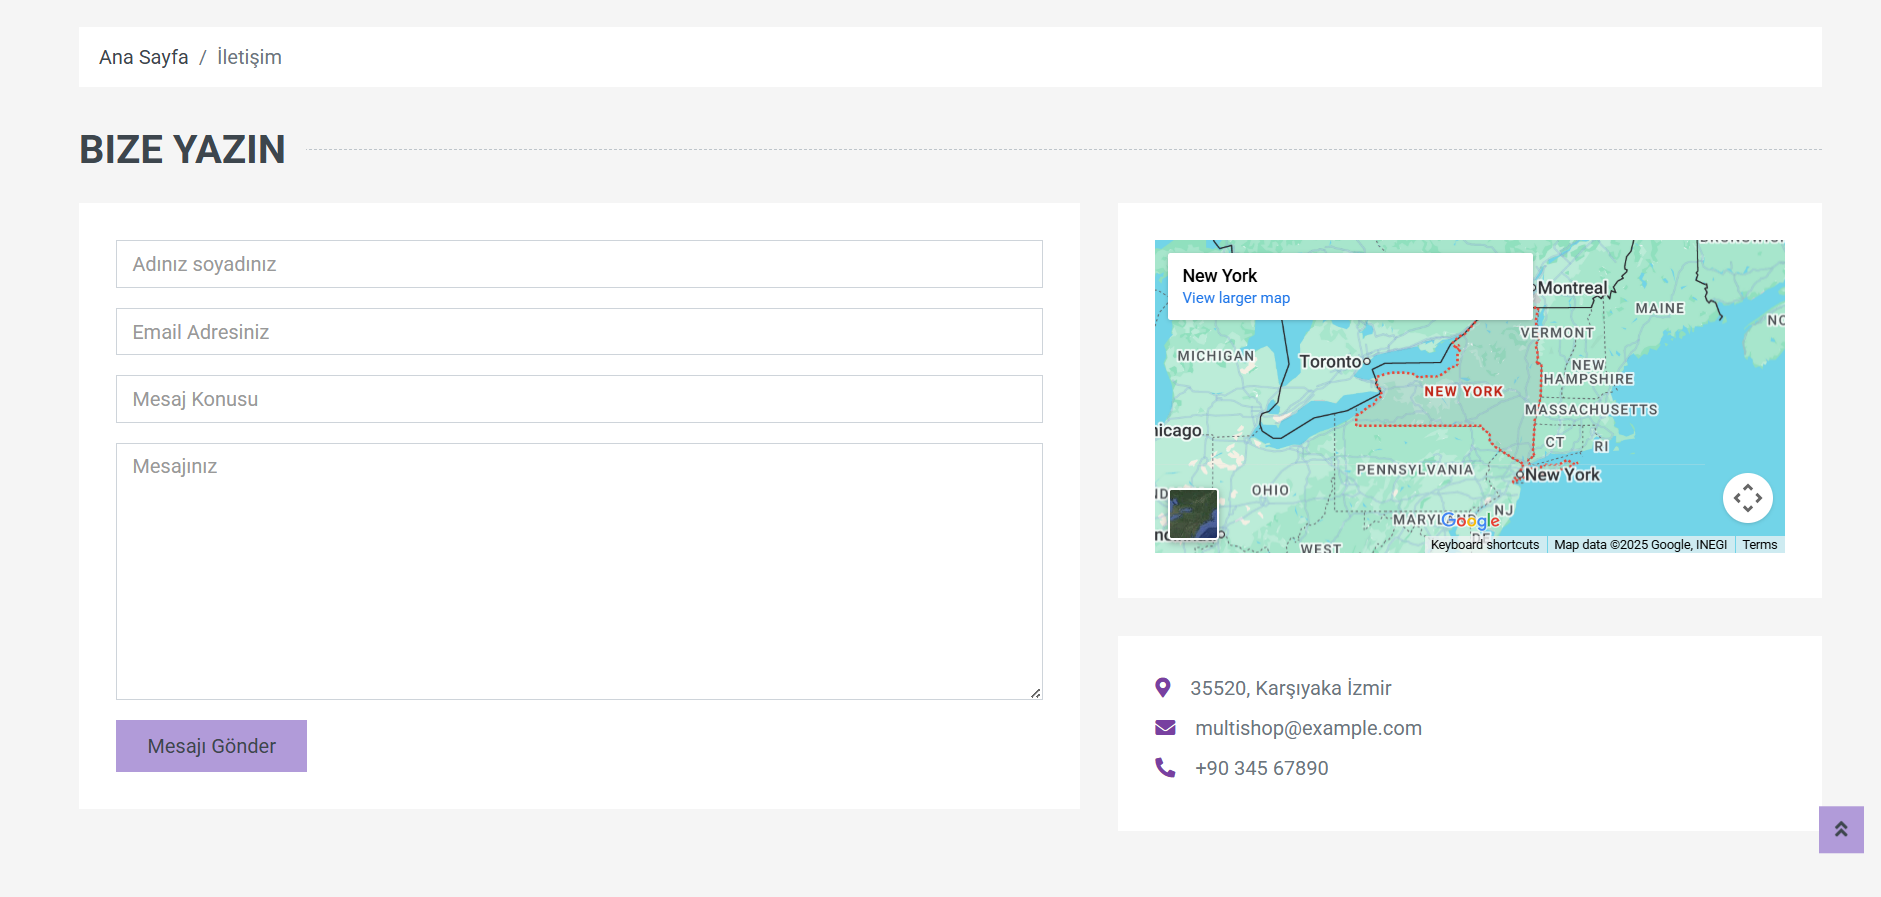 Ana Sayfa / İletişim
BIZE YAZIN
Adınız soyadınız
Email Adresiniz
Mesaj Konusu
Mesajınız
Mesajı Gönder
New York
View larger map
Montreal
MAINE
VERMONT
MICHIGAN
Toronto
NEW
HAMPSHIRE
NEW YORK
MASSACHUSETTS
CT
RI
PENNSYLVANIA
New York
OHIO
NJ
Google
DE
WEST
Keyboard shortcuts
Map data ©2025 Google, INEGI
Terms
35520, Karşıyaka İzmir
multishop@example.com
+90 345 67890